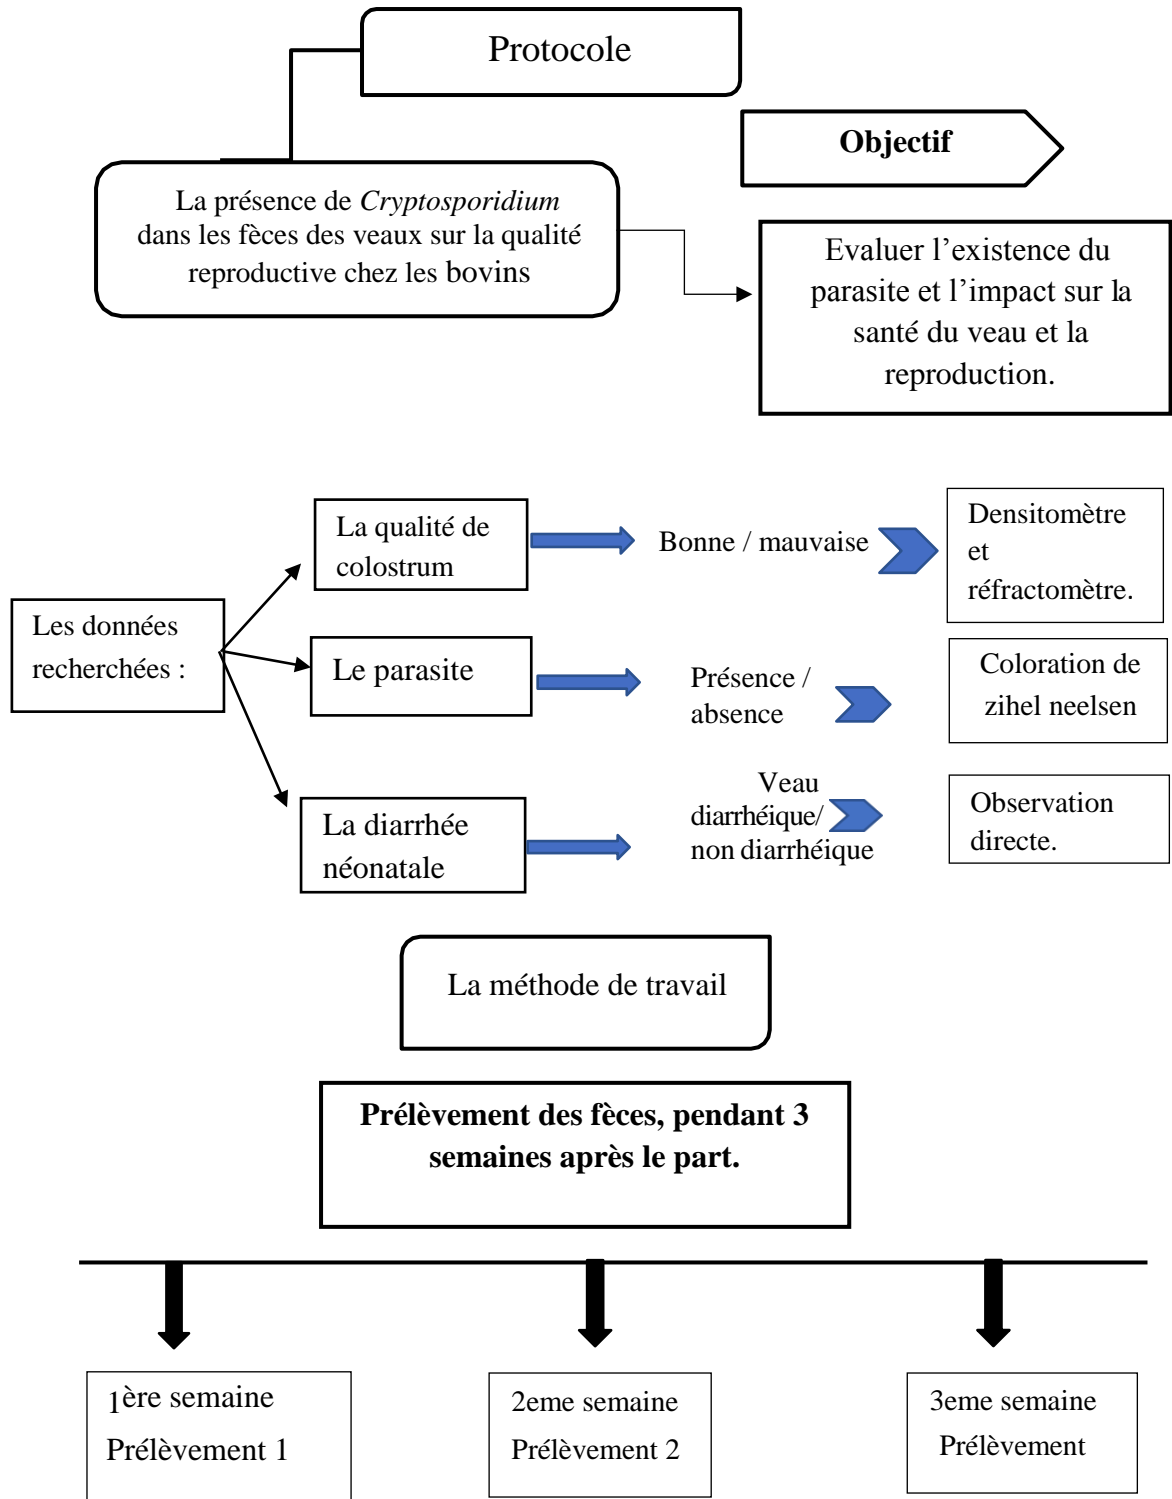 Protocole
Objectif
La présence de Cryptosporidium
dans les fèces des veaux sur la qualité
reproductive chez les bovins
Evaluer l’existence du
parasite et l’impact sur la
santé du veau et la
reproduction.
Les données
recherchées :
La qualité de
colostrum
Bonne / mauvaise
Densitomètre
et
réfractomètre.
Le parasite
Présence /
absence
Coloration de
zihel neelsen
La diarrhée
néonatale
Veau
diarrhéique/
non diarrhéique
Observation
directe.
La méthode de travail
Prélèvement des fèces, pendant 3
semaines après le part.
1ère semaine
Prélèvement 1
2eme semaine
Prélèvement 2
3eme semaine
Prélèvement